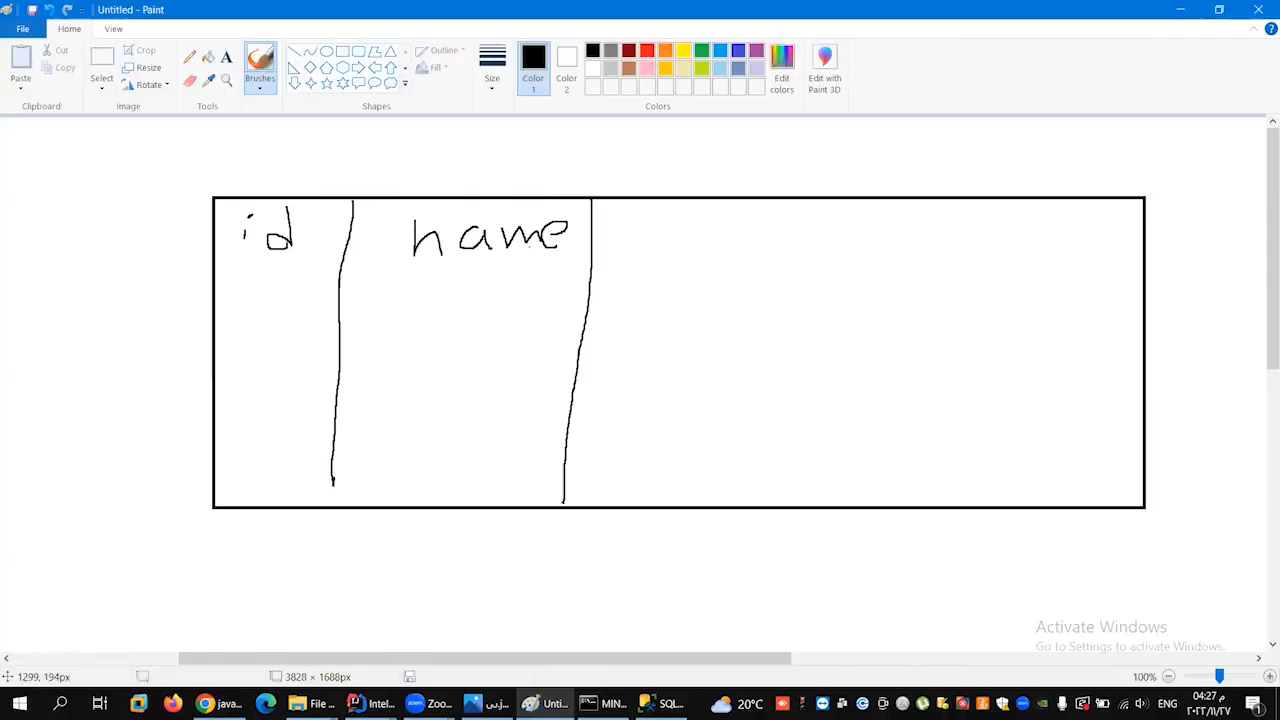 Untitled - Paint
File Home View
Paste
Cut
Copy
Clipboard
Select
Crop
Resize
Rotate
Image
Tools
Brushes
Shapes
Outline
Fill
Size
Color 1
Color 2
Edit colors
Colors
Edit with Paint 3D
id name
Activate Windows
Go to Settings to activate Windows.
1299, 194px
3828 × 1688px
100%
java...
File ...
Intel...
Zoo...
Unti...
MIN...
SQL...
20°C
04:27 م